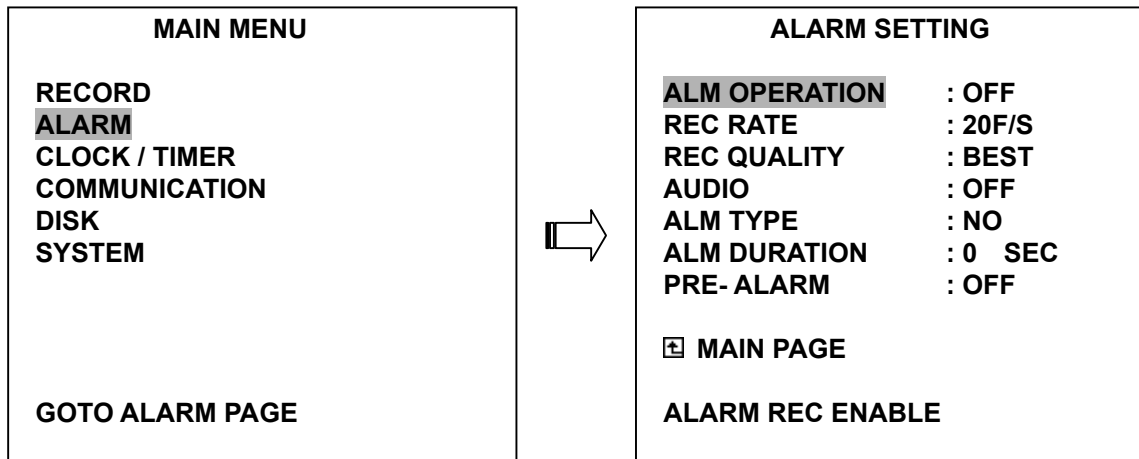 MAIN MENU
RECORD
ALARM
CLOCK / TIMER
COMMUNICATION
DISK
SYSTEM
GOTO ALARM PAGE
ALARM SETTING
ALM OPERATION : OFF
REC RATE : 20F/S
REC QUALITY : BEST
AUDIO : OFF
ALM TYPE : NO
ALM DURATION : 0 SEC
PRE- ALARM : OFF
MAIN PAGE
ALARM REC ENABLE